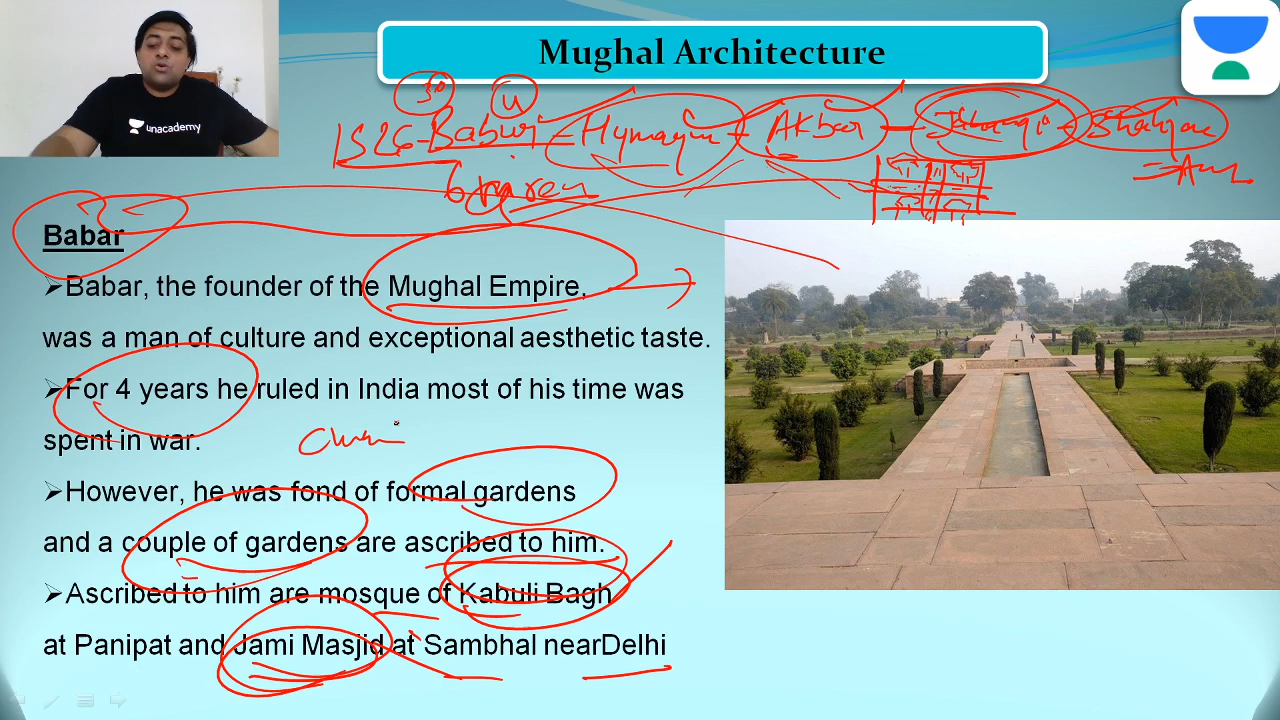 Mughal Architecture
unacademy
30 u
1526 - Babur - Hymayun - Akbar - Jahangir - Shahjan
Babar
➢Babar, the founder of the Mughal Empire,
was a man of culture and exceptional aesthetic taste.
➢For 4 years he ruled in India most of his time was
spent in war.
➢However, he was fond of formal gardens
and a couple of gardens are ascribed to him.
➢Ascribed to him are mosque of Kabuli Bagh
at Panipat and Jami Masjid at Sambhal nearDelhi